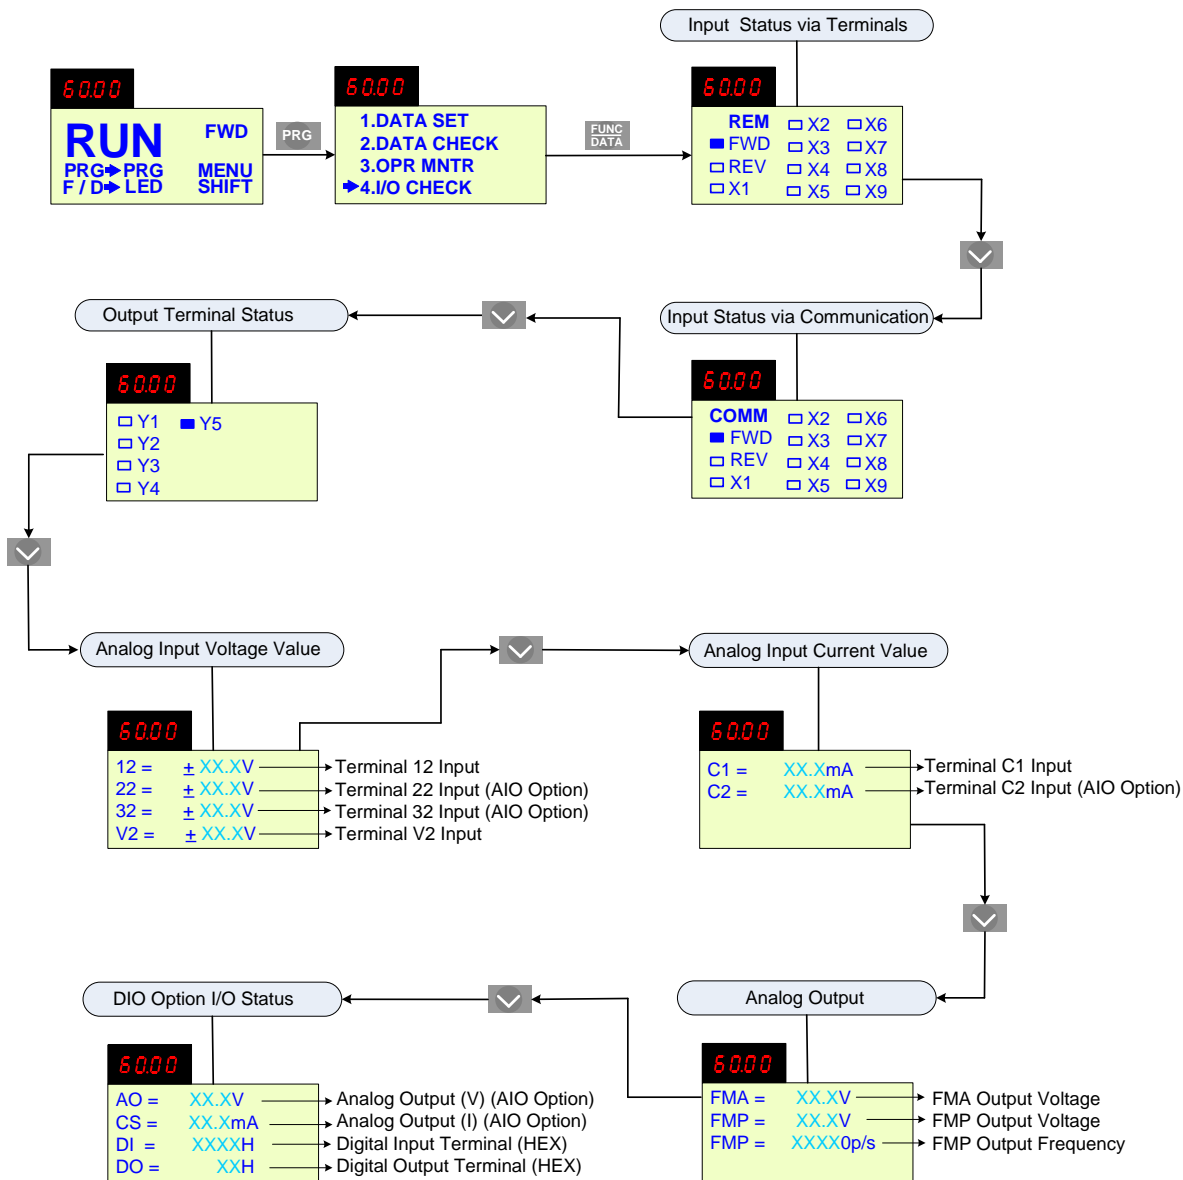 Input Status via Terminals
60.00
RUN FWD
PRG PRG MENU
F / D LED SHIFT
PRG
60.00
1.DATA SET
2.DATA CHECK
3.OPR MNTR
4.I/O CHECK
FUNC
DATA
60.00
REM X2 X6
FWD X3 X7
REV X4 X8
X1 X5 X9
Output Terminal Status
60.00
Y1 Y5
Y2
Y3
Y4
Input Status via Communication
60.00
COMM X2 X6
FWD X3 X7
REV X4 X8
X1 X5 X9
Analog Input Voltage Value
60.00
12 = ± XX.XV Terminal 12 Input
22 = ± XX.XV Terminal 22 Input (AIO Option)
32 = ± XX.XV Terminal 32 Input (AIO Option)
V2 = ± XX.XV Terminal V2 Input
Analog Input Current Value
60.00
C1 = XX.XmA Terminal C1 Input
C2 = XX.XmA Terminal C2 Input (AIO Option)
DIO Option I/O Status
60.00
AO = XX.XV Analog Output (V) (AIO Option)
CS = XX.XmA Analog Output (I) (AIO Option)
DI = XXXXH Digital Input Terminal (HEX)
DO = XXH Digital Output Terminal (HEX)
Analog Output
60.00
FMA = XX.XV FMA Output Voltage
FMP = XX.XV FMP Output Voltage
FMP = XXXX0p/s FMP Output Frequency